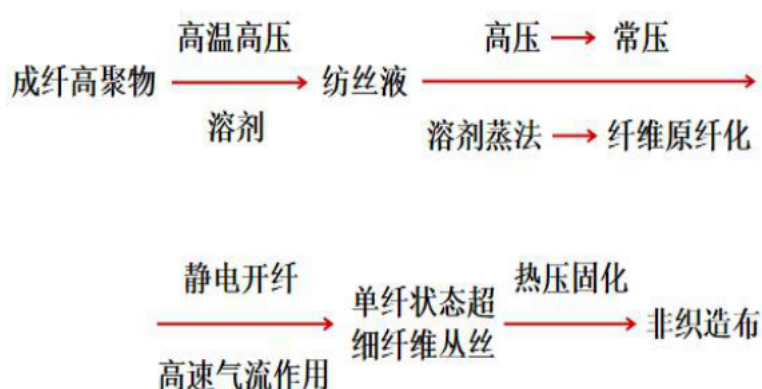 高温高压
高压 → 常压
成纤高聚物
纺丝液
溶剂
溶剂蒸法 → 纤维原纤化
静电开纤
热压固化
单纤状态超
细纤维丛丝
非织造布
高速气流作用